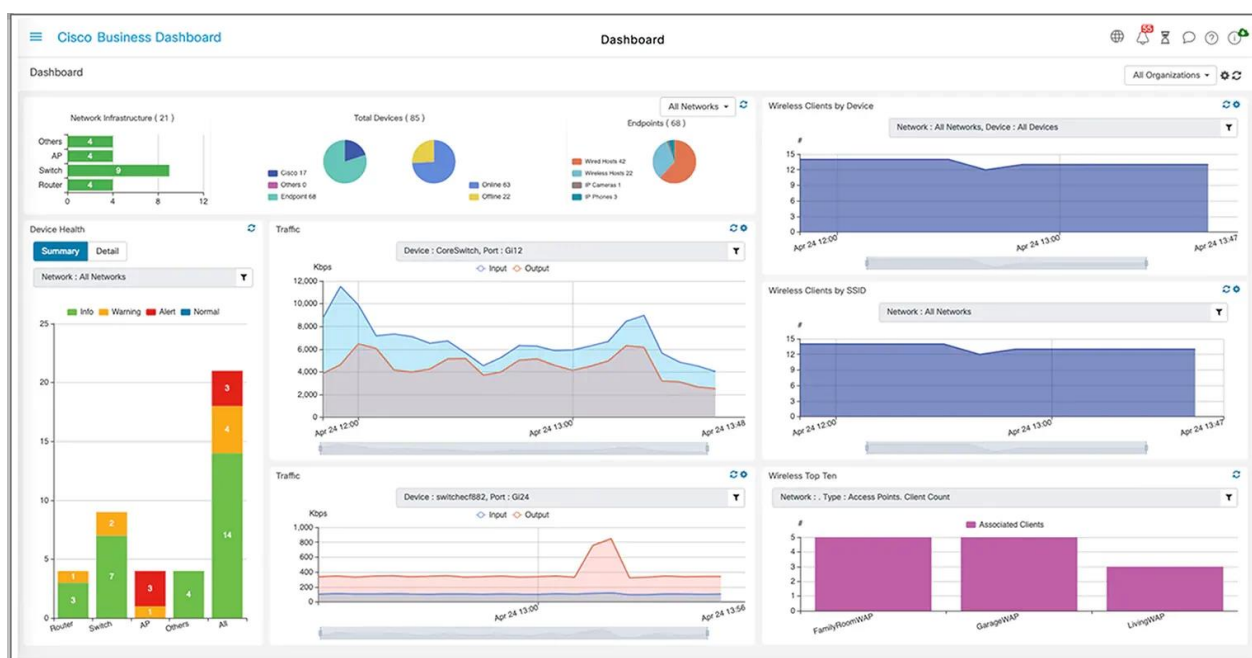 Cisco Business Dashboard
Dashboard
55
Dashboard
All Organizations
All Networks
Network Infrastructure ( 21 )
Others 4
AP 4
Switch 9
Router 4
0 4 8 12
Total Devices ( 85 )
Cisco 17
Others 0
Endpoint 68
Online 63
Offline 22
Endpoints ( 68 )
Wired Hosts 42
Wireless Hosts 22
IP Cameras 1
IP Phones 3
Wireless Clients by Device
Network : All Networks, Device : All Devices
#
15
12
9
6
3
0
Apr 24 12:00 Apr 24 13:00 Apr 24 13:47
Device Health
Summary Detail
Network : All Networks
Info Warning Alert Normal
25
20
15
10
5
0
3
4
14
2
7
1
3
3
1
4
Router Switch AP Others All
Traffic
Device : CoreSwitch, Port : Gi12
Kbps
Input Output
12,000
10,000
8,000
6,000
4,000
2,000
0
Apr 24 12:00 Apr 24 13:00 Apr 24 13:48
Wireless Clients by SSID
Network : All Networks
#
15
12
9
6
3
0
Apr 24 12:00 Apr 24 13:00 Apr 24 13:47
Traffic
Device : switchecf882, Port : Gi24
Kbps
Input Output
1,000
800
600
400
200
0
Apr 24 13:00 Apr 24 13:56
Wireless Top Ten
Network : . Type : Access Points. Client Count
#
Associated Clients
5
4
3
2
1
0
FamilyRoomWAP GarageWAP LivingWAP